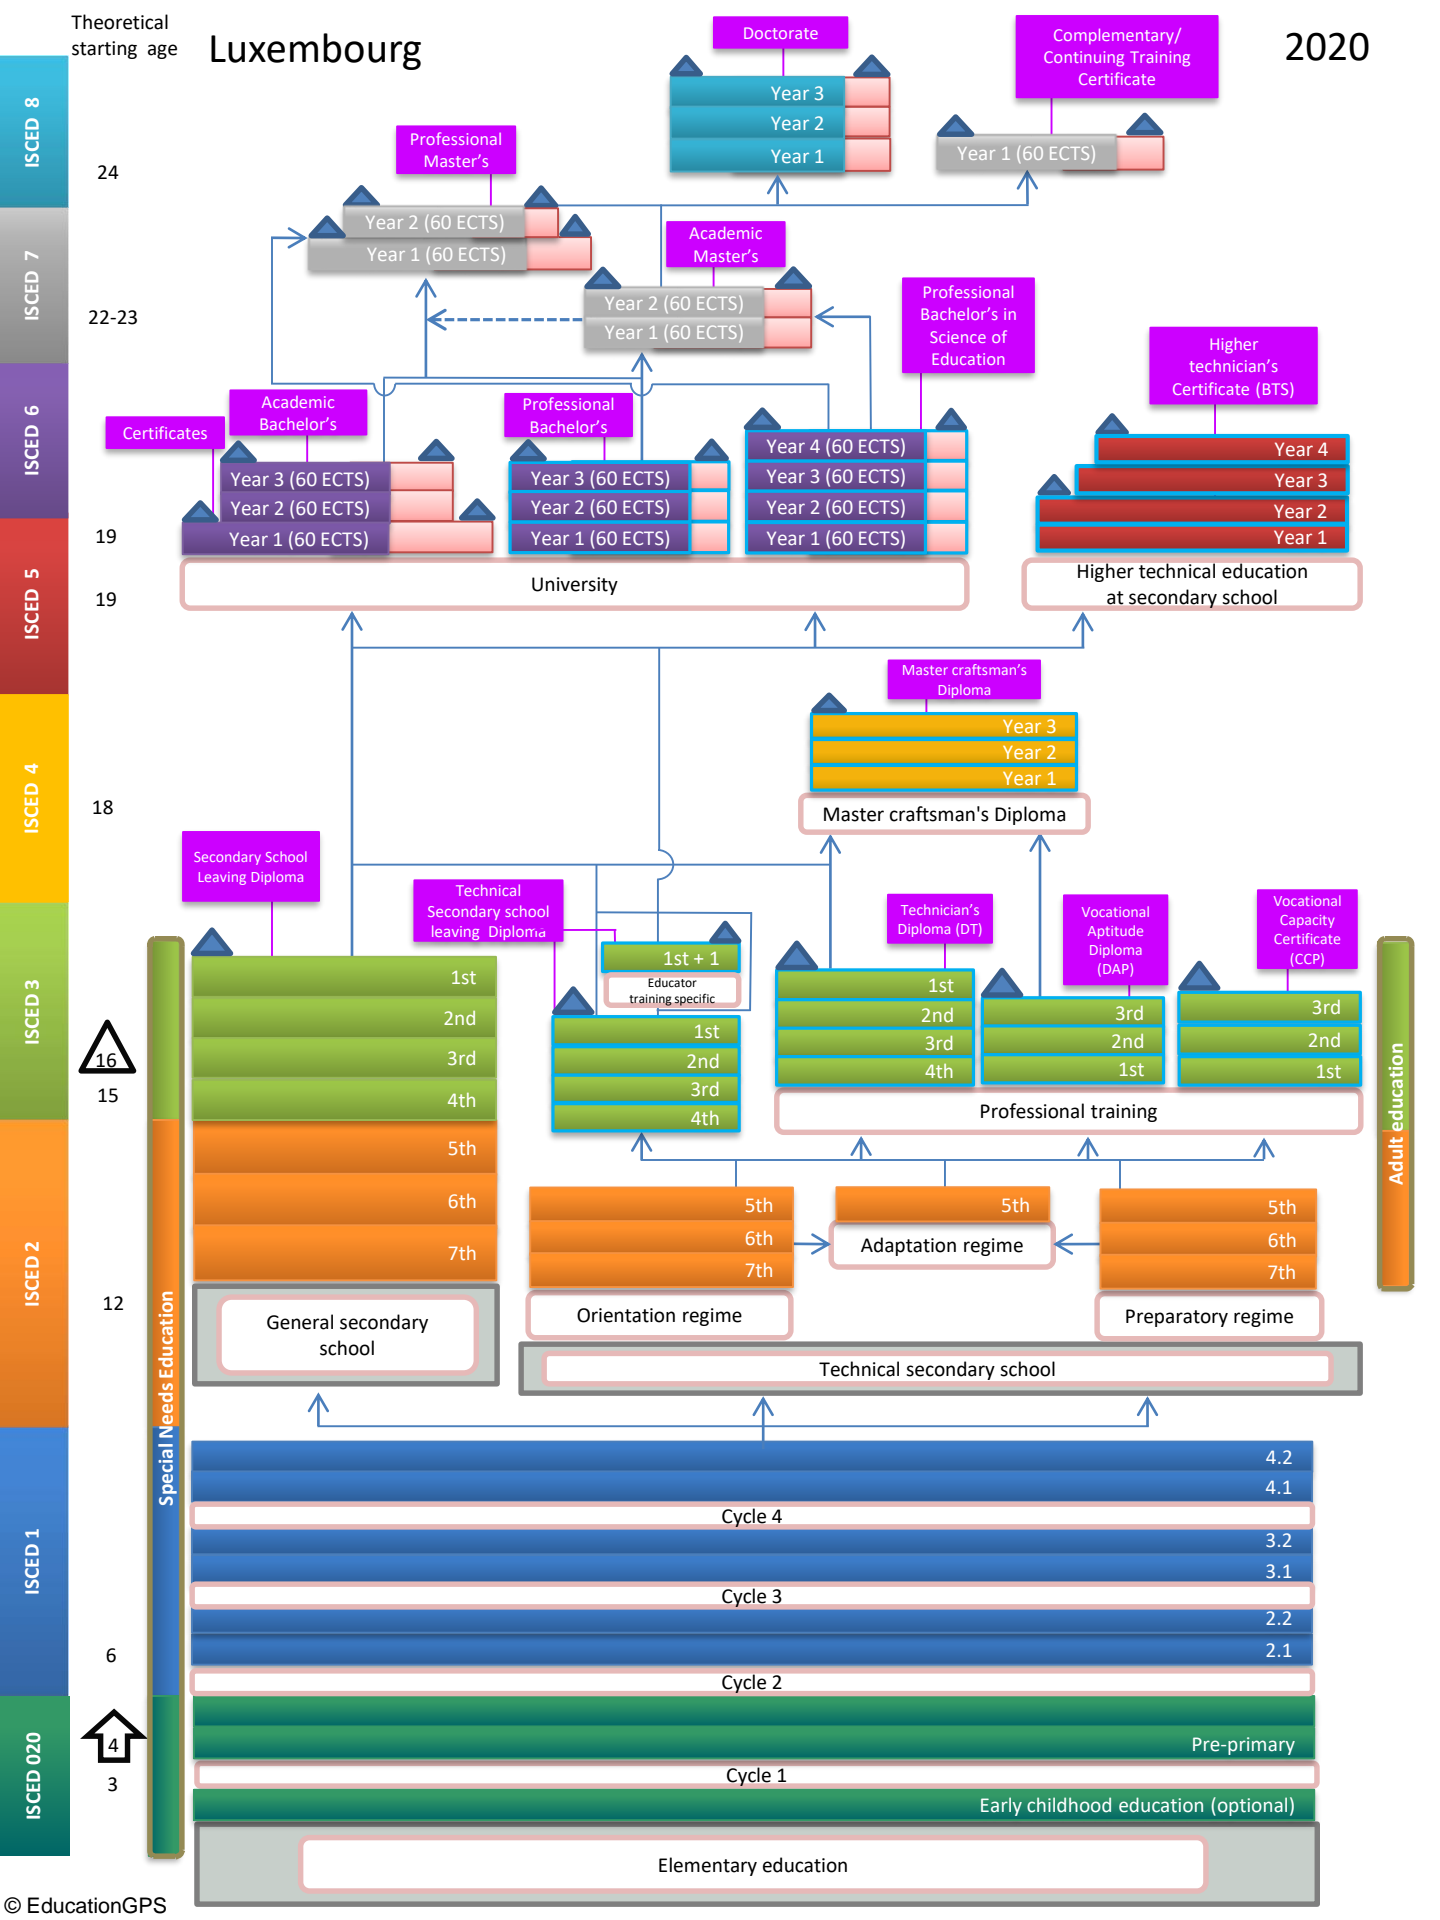 Theoretical
starting age
Luxembourg
2020
Doctorate
Complementary/
Continuing Training
Certificate
ISCED 8
24
Year 3
Year 2
Year 1
Year 1 (60 ECTS)
Professional
Master's
Year 2 (60 ECTS)
Year 1 (60 ECTS)
Academic
Master's
ISCED 7
22-23
Year 2 (60 ECTS)
Year 1 (60 ECTS)
Professional
Bachelor's in
Science of
Education
Higher
technician's
Certificate (BTS)
ISCED 6
Certificates
Academic
Bachelor's
Professional
Bachelor's
Year 3 (60 ECTS)
Year 2 (60 ECTS)
Year 1 (60 ECTS)
Year 3 (60 ECTS)
Year 2 (60 ECTS)
Year 1 (60 ECTS)
Year 4 (60 ECTS)
Year 3 (60 ECTS)
Year 2 (60 ECTS)
Year 1 (60 ECTS)
Year 4
Year 3
Year 2
Year 1
19
University
Higher technical education
at secondary school
ISCED 5
19
Master craftsman's
Diploma
Year 3
Year 2
Year 1
Master craftsman's Diploma
ISCED 4
18
Secondary School
Leaving Diploma
Technical
Secondary school
leaving Diploma
Technician's
Diploma (DT)
Vocational
Aptitude
Diploma
(DAP)
Vocational
Capacity
Certificate
(CCP)
ISCED 3
16
15
1st
2nd
3rd
4th
5th
6th
7th
1st + 1
Educator
training specific
1st
2nd
3rd
4th
1st
2nd
3rd
4th
3rd
2nd
1st
3rd
2nd
1st
Professional training
Adult education
ISCED 2
12
5th
6th
7th
5th
Adaptation regime
5th
6th
7th
General secondary
school
Orientation regime
Preparatory regime
Technical secondary school
Special Needs Education
ISCED 1
6
4.2
4.1
Cycle 4
3.2
3.1
Cycle 3
2.2
2.1
Cycle 2
ISCED 020
4
3
Pre-primary
Cycle 1
Early childhood education (optional)
Elementary education
© EducationGPS